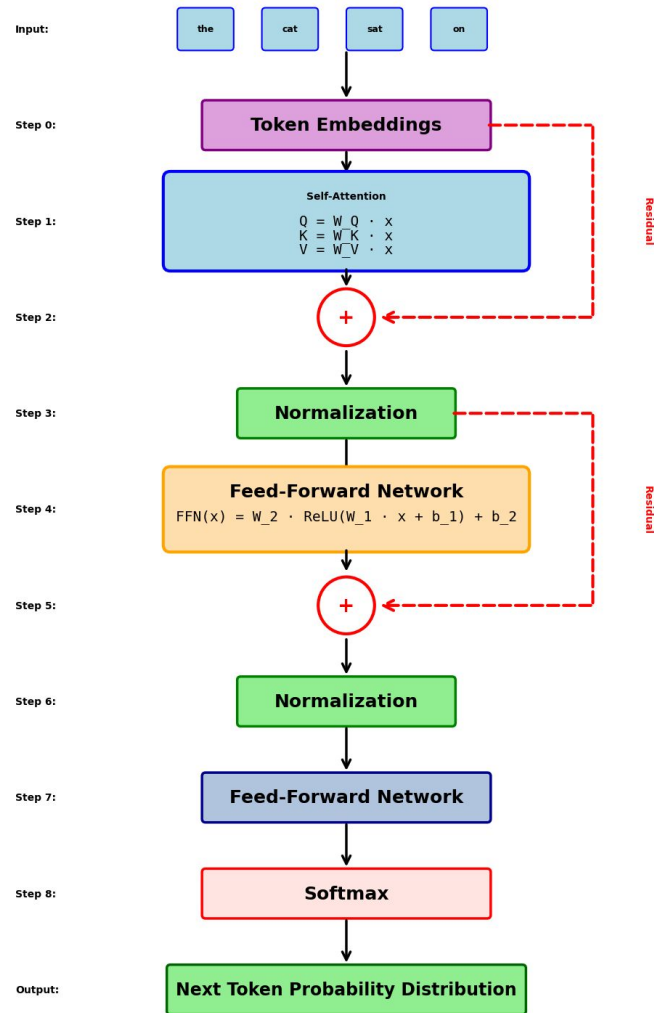 Input:
the
cat
sat
on
Step 0:
Token Embeddings
Step 1:
Self-Attention
Q = W_Q · x
K = W_K · x
V = W_V · x
Residual
Step 2:
+
Step 3:
Normalization
Step 4:
Feed-Forward Network
FFN(x) = W_2 · ReLU(W_1 · x + b_1) + b_2
Residual
Step 5:
+
Step 6:
Normalization
Step 7:
Feed-Forward Network
Step 8:
Softmax
Output:
Next Token Probability Distribution